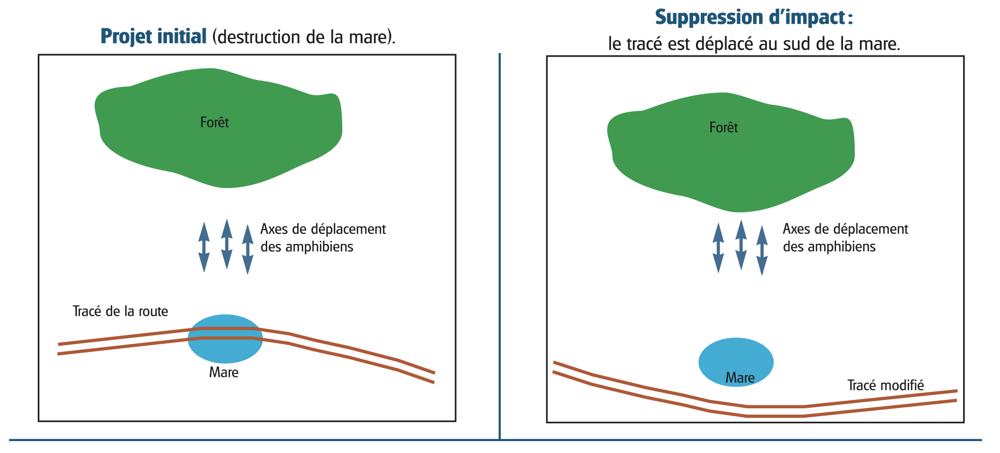 Projet initial (destruction de la mare).
Forêt
Axes de déplacement
des amphibiens
Tracé de la route
Mare
Suppression d'impact :
le tracé est déplacé au sud de la mare.
Forêt
Axes de déplacement
des amphibiens
Mare
Tracé modifié